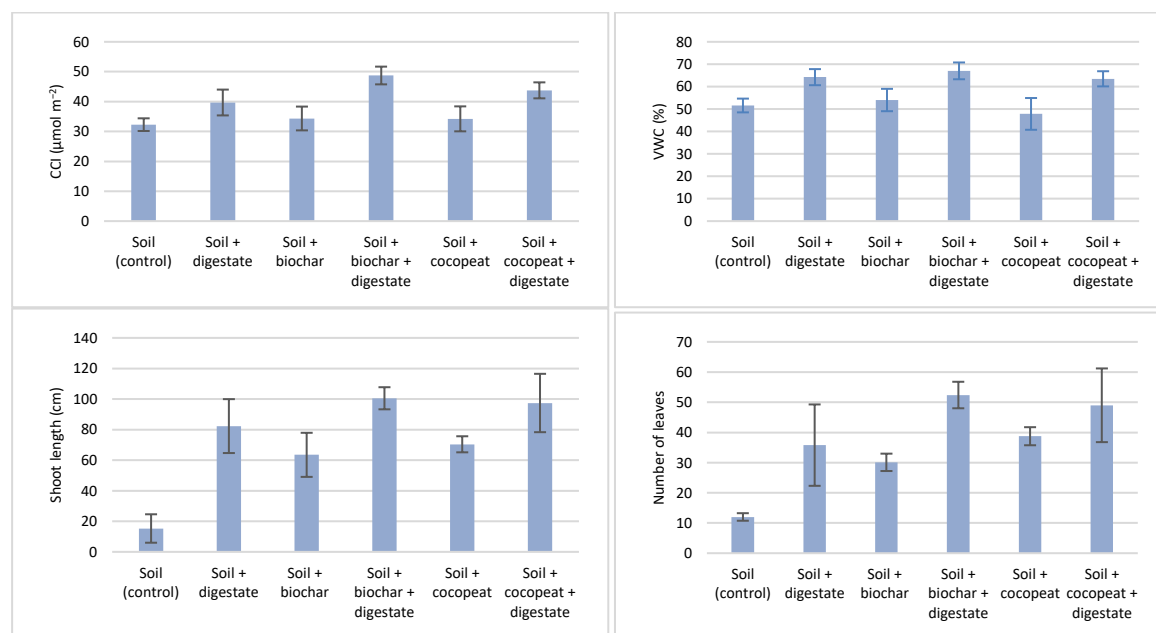 CCI (µmol m⁻²)
60
50
40
30
20
10
0
Soil (control)
Soil + digestate
Soil + biochar
Soil + biochar + digestate
Soil + cocopeat
Soil + cocopeat + digestate
VWC (%)
80
70
60
50
40
30
20
10
0
Soil (control)
Soil + digestate
Soil + biochar
Soil + biochar + digestate
Soil + cocopeat
Soil + cocopeat + digestate
Shoot length (cm)
140
120
100
80
60
40
20
0
Soil (control)
Soil + digestate
Soil + biochar
Soil + biochar + digestate
Soil + cocopeat
Soil + cocopeat + digestate
Number of leaves
70
60
50
40
30
20
10
0
Soil (control)
Soil + digestate
Soil + biochar
Soil + biochar + digestate
Soil + cocopeat
Soil + cocopeat + digestate